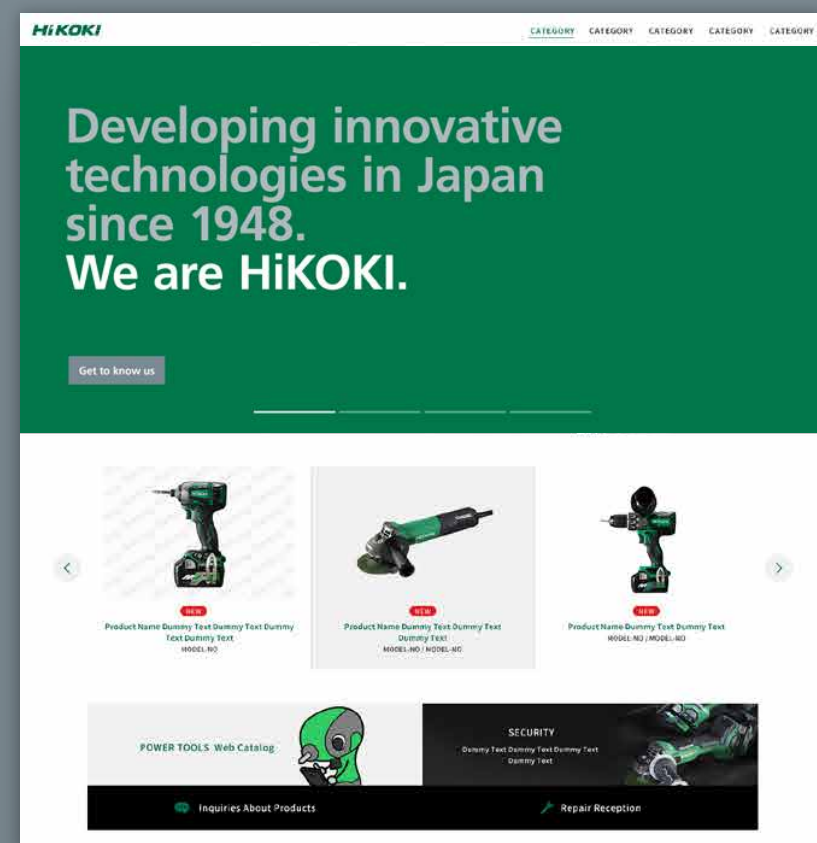 HiKOKI
CATEGORY CATEGORY CATEGORY CATEGORY CATEGORY
Developing innovative
technologies in Japan
since 1948.
We are HiKOKI.
Get to know us
NEW
Product Name Dummy Text Dummy Text Dummy
Text Dummy Text
MODEL-NO
NEW
Product Name Dummy Text Dummy Text
Dummy Text
MODEL-NO / MODEL-NO
NEW
Product Name Dummy Text Dummy Text
MODEL-NO / MODEL-NO
POWER TOOLS Web Catalog
SECURITY
Dummy Text Dummy Text Dummy Text
Dummy Text
Inquiries About Products
Repair Reception